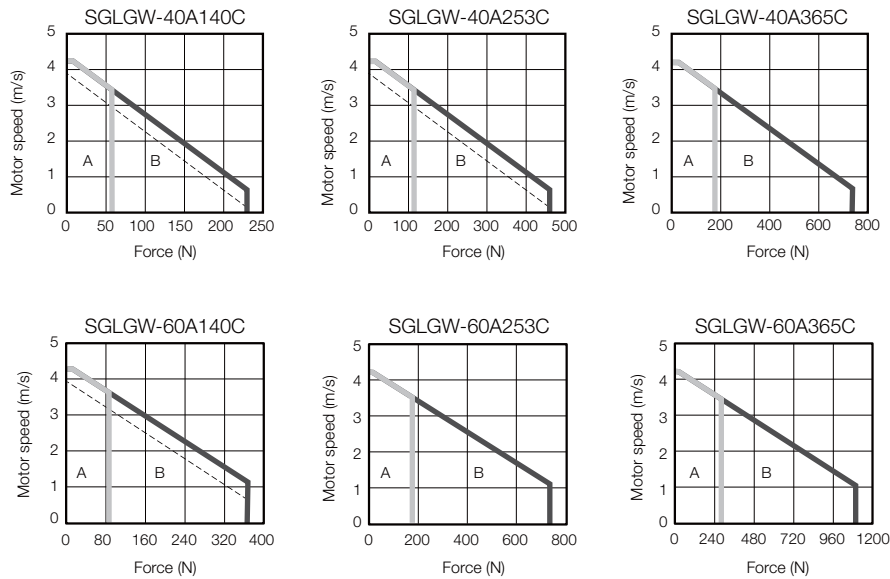 SGLGW-40A140C
5
4
3
2
1
0
Motor speed (m/s)
A
B
0 50 100 150 200 250
Force (N)
SGLGW-40A253C
5
4
3
2
1
0
Motor speed (m/s)
A
B
0 100 200 300 400 500
Force (N)
SGLGW-40A365C
5
4
3
2
1
0
Motor speed (m/s)
A
B
0 200 400 600 800
Force (N)
SGLGW-60A140C
5
4
3
2
1
0
Motor speed (m/s)
A
B
0 80 160 240 320 400
Force (N)
SGLGW-60A253C
5
4
3
2
1
0
Motor speed (m/s)
A
B
0 200 400 600 800
Force (N)
SGLGW-60A365C
5
4
3
2
1
0
Motor speed (m/s)
A
B
0 240 480 720 960 1200
Force (N)